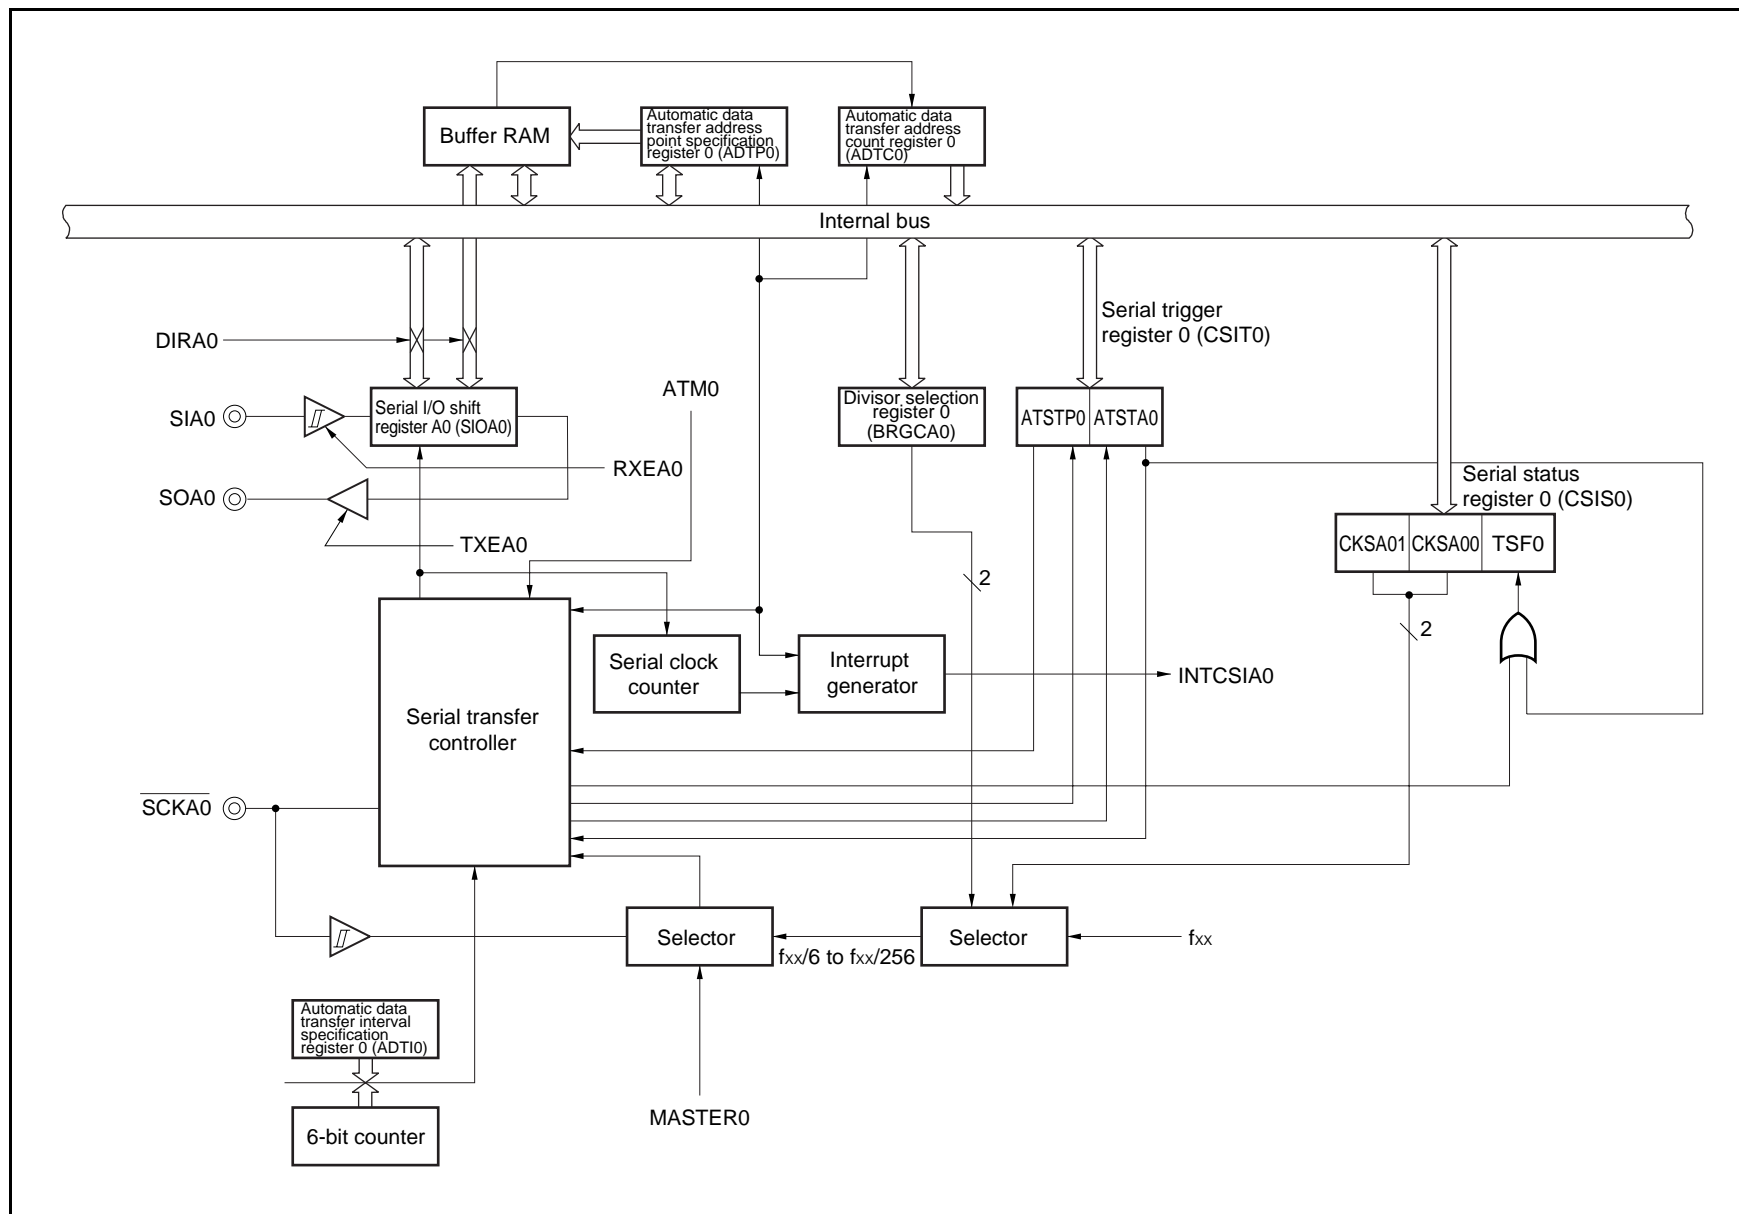 Buffer RAM
Automatic data
transfer address
point specification
register 0 (ADTP0)
Automatic data
transfer address
count register 0
(ADTC0)
Internal bus
DIRA0
Serial trigger
register 0 (CSIT0)
ATM0
SIA0
Serial I/O shift
register A0 (SIOA0)
Divisor selection
register 0
(BRGCA0)
ATSTP0
ATSTA0
RXEA0
SOA0
Serial status
register 0 (CSIS0)
TXEA0
CKSA01
CKSA00
TSF0
2
2
Serial clock
counter
Interrupt
generator
INTCSIA0
Serial transfer
controller
SCKA0
Selector
fxx/6 to fxx/256
Selector
fxx
Automatic data
transfer interval
specification
register 0 (ADTI0)
MASTER0
6-bit counter